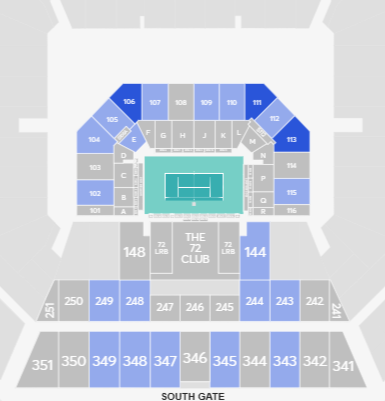 106 107 108 109 110 111
105 112
104 E F G H J K L M 113
103 D N 114
C P
102 B Q 115
101 A R 116
148 72 LRB THE 72 CLUB 72 LRB 144
251 250 249 248 247 246 245 244 243 242 241
351 350 349 348 347 346 345 344 343 342 341
SOUTH GATE